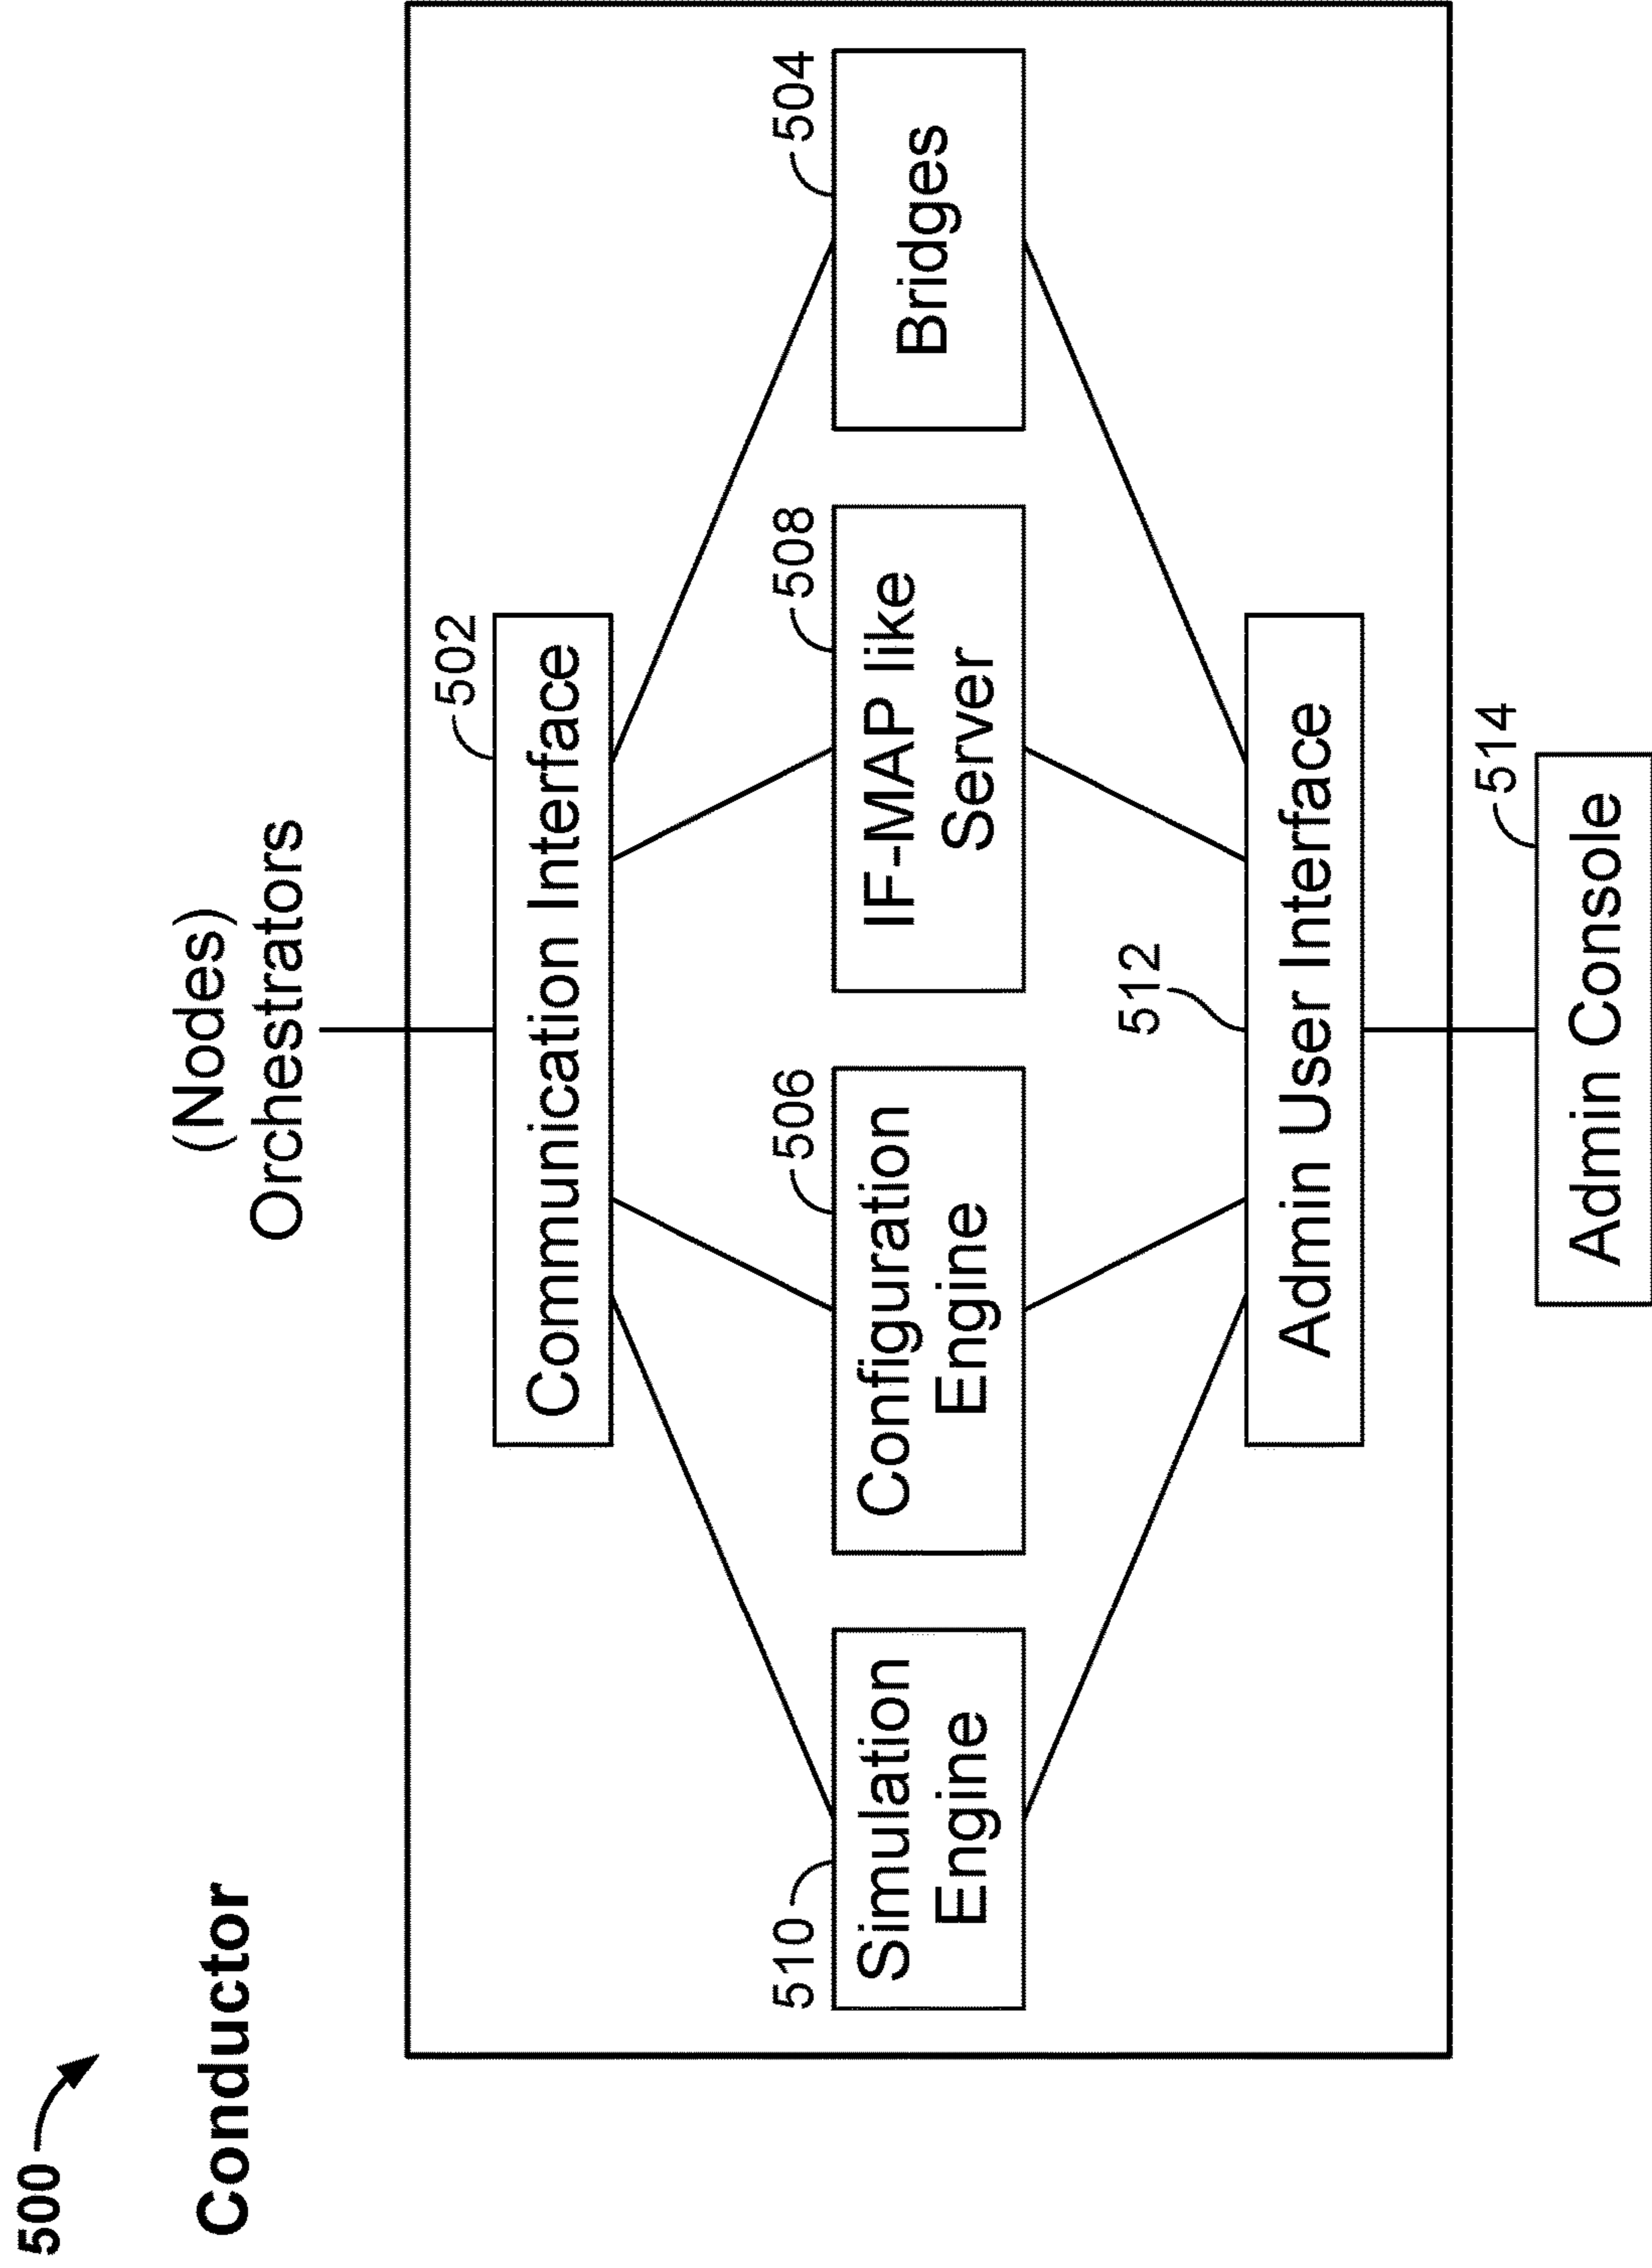 500
Conductor
(Nodes)
Orchestrators
502
Communication Interface
510
506
508
504
Simulation
Engine
Configuration
Engine
IF-MAP like
Server
Bridges
512
Admin User Interface
514
Admin Console